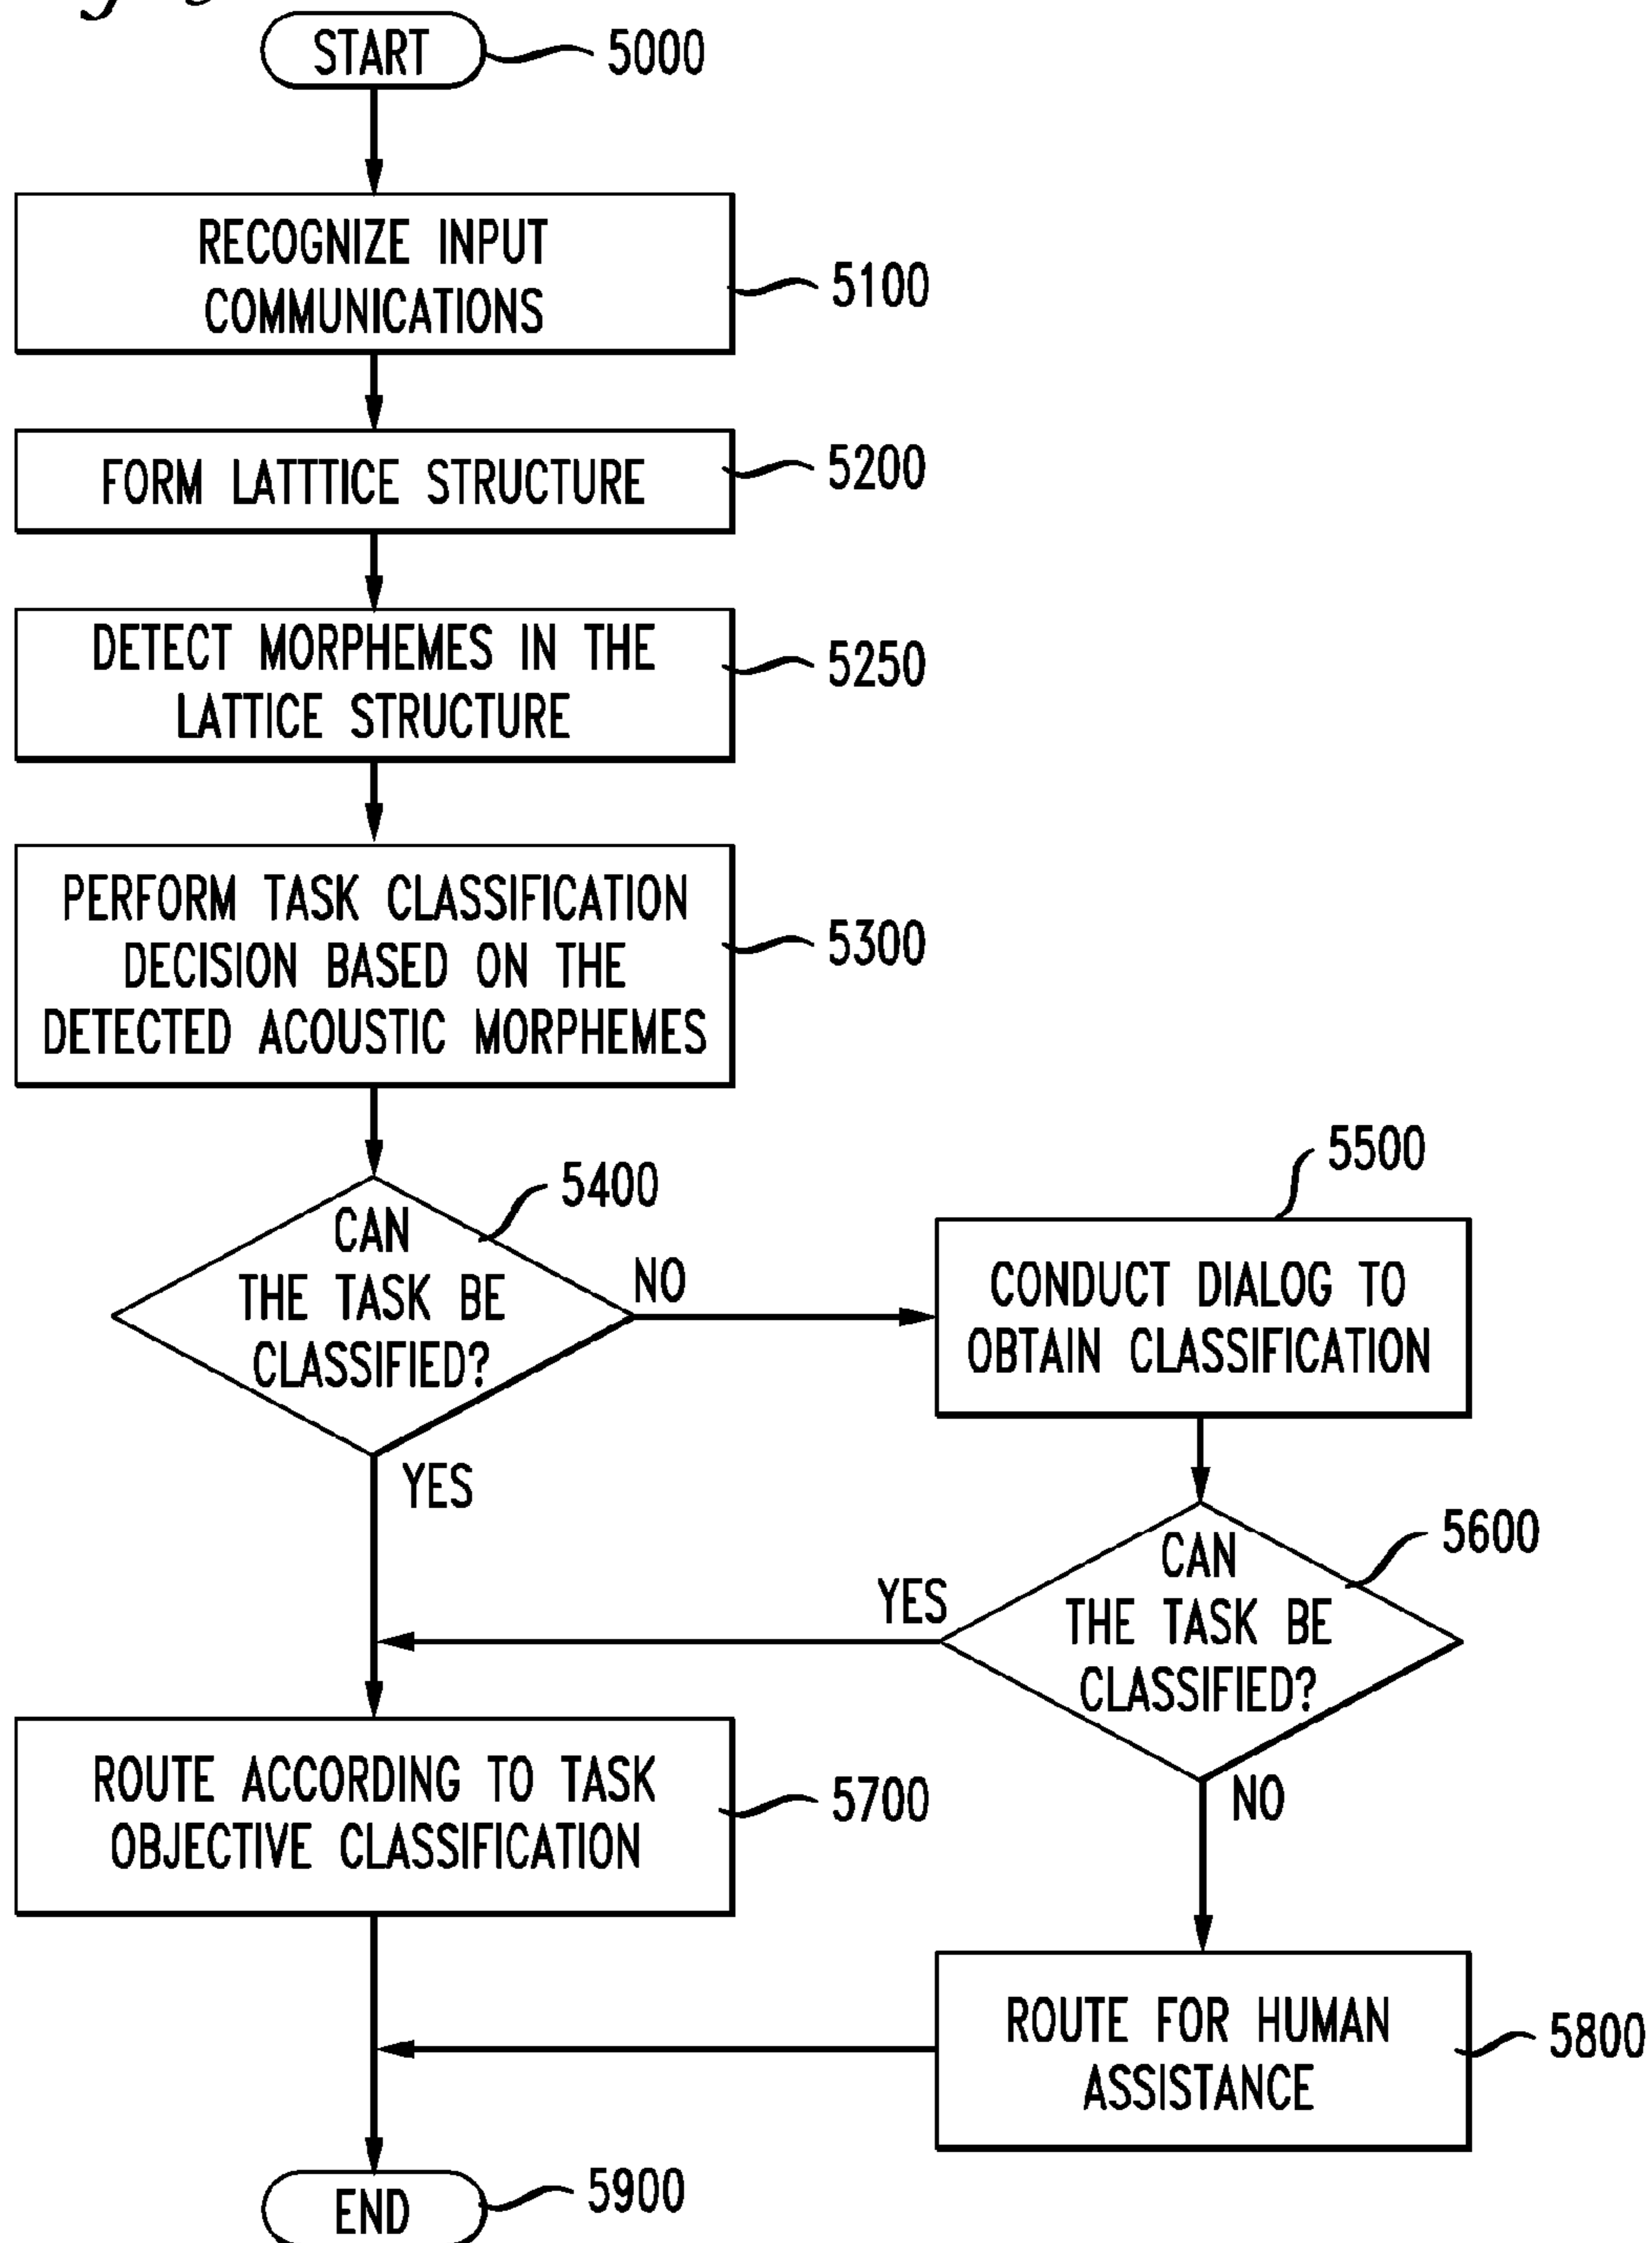 START
5000
RECOGNIZE INPUT
COMMUNICATIONS
5100
FORM LATTTICE STRUCTURE
5200
DETECT MORPHEMES IN THE
LATTICE STRUCTURE
5250
PERFORM TASK CLASSIFICATION
DECISION BASED ON THE
DETECTED ACOUSTIC MORPHEMES
5300
CAN
THE TASK BE
CLASSIFIED?
5400
NO
YES
5500
CONDUCT DIALOG TO
OBTAIN CLASSIFICATION
CAN
THE TASK BE
CLASSIFIED?
5600
YES
NO
ROUTE ACCORDING TO TASK
OBJECTIVE CLASSIFICATION
5700
ROUTE FOR HUMAN
ASSISTANCE
5800
END
5900